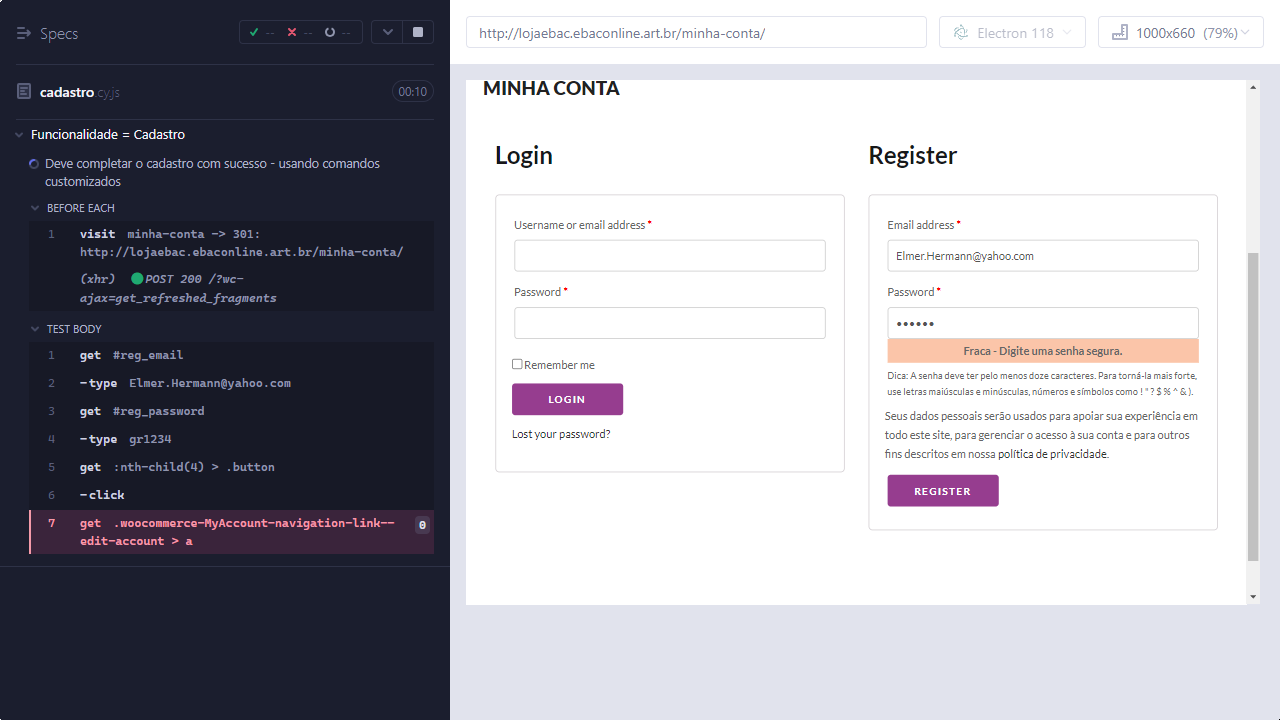 Specs
-- -- --
cadastro.cy.js
00:10
Funcionalidade = Cadastro
Deve completar o cadastro com sucesso - usando comandos
customizados
BEFORE EACH
1 visit minha-conta -> 301:
http://lojaebac.ebaconline.art.br/minha-conta/
(xhr) POST 200 /?wc-
ajax=get_refreshed_fragments
TEST BODY
1 get #reg_email
2 -type Elmer.Hermann@yahoo.com
3 get #reg_password
4 -type gr1234
5 get :nth-child(4) > .button
6 -click
7 get .woocommerce-MyAccount-navigation-link-- 0
edit-account > a
http://lojaebac.ebaconline.art.br/minha-conta/
Electron 118
1000x660 (79%)
MINHA CONTA
Login
Username or email address *
Password *
Remember me
LOGIN
Lost your password?
Register
Email address *
Elmer.Hermann@yahoo.com
Password *
••••••
Fraca - Digite uma senha segura.
Dica: A senha deve ter pelo menos doze caracteres. Para torná-la mais forte,
use letras maiúsculas e minúsculas, números e símbolos como ! " ? $ % ^ & ).
Seus dados pessoais serão usados para apoiar sua experiência em
todo este site, para gerenciar o acesso à sua conta e para outros
fins descritos em nossa política de privacidade.
REGISTER